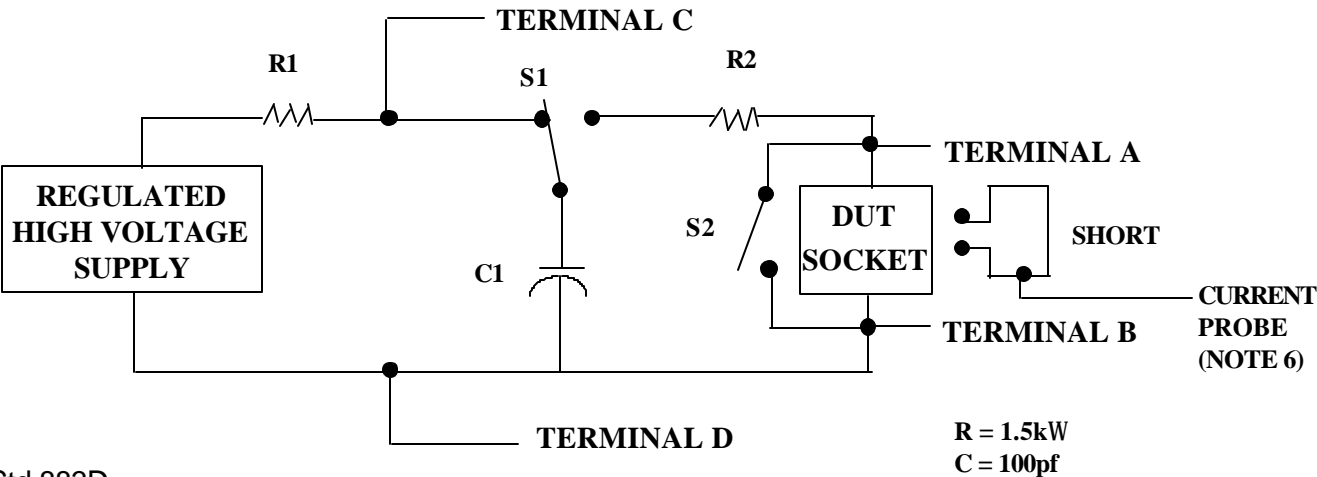 TERMINAL C
R1
S1
R2
TERMINAL A
REGULATED
HIGH VOLTAGE
SUPPLY
S2
DUT
SOCKET
SHORT
C1
CURRENT
PROBE
(NOTE 6)
TERMINAL B
TERMINAL D
R = 1.5kW
C = 100pf